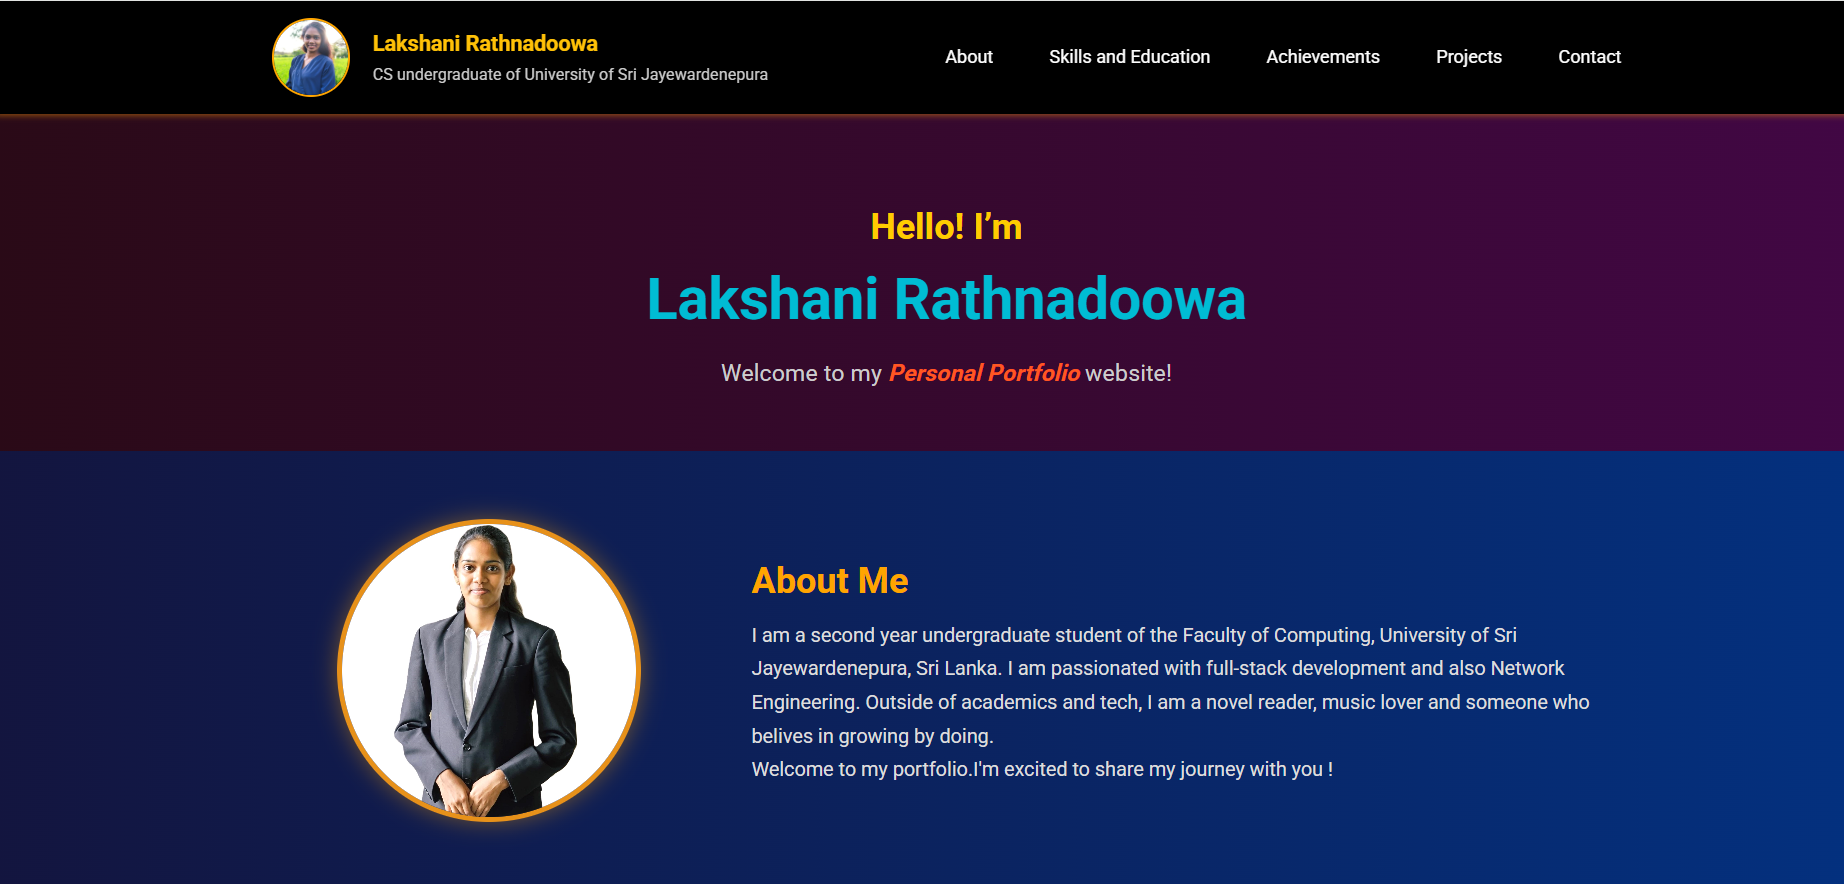 Lakshani Rathnadoowa
CS undergraduate of University of Sri Jayewardenepura
About
Skills and Education
Achievements
Projects
Contact
Hello! I’m
Lakshani Rathnadoowa
Welcome to my Personal Portfolio website!
About Me
I am a second year undergraduate student of the Faculty of Computing, University of Sri
Jayewardenepura, Sri Lanka. I am passionated with full-stack development and also Network
Engineering. Outside of academics and tech, I am a novel reader, music lover and someone who
belives in growing by doing.
Welcome to my portfolio.I'm excited to share my journey with you !